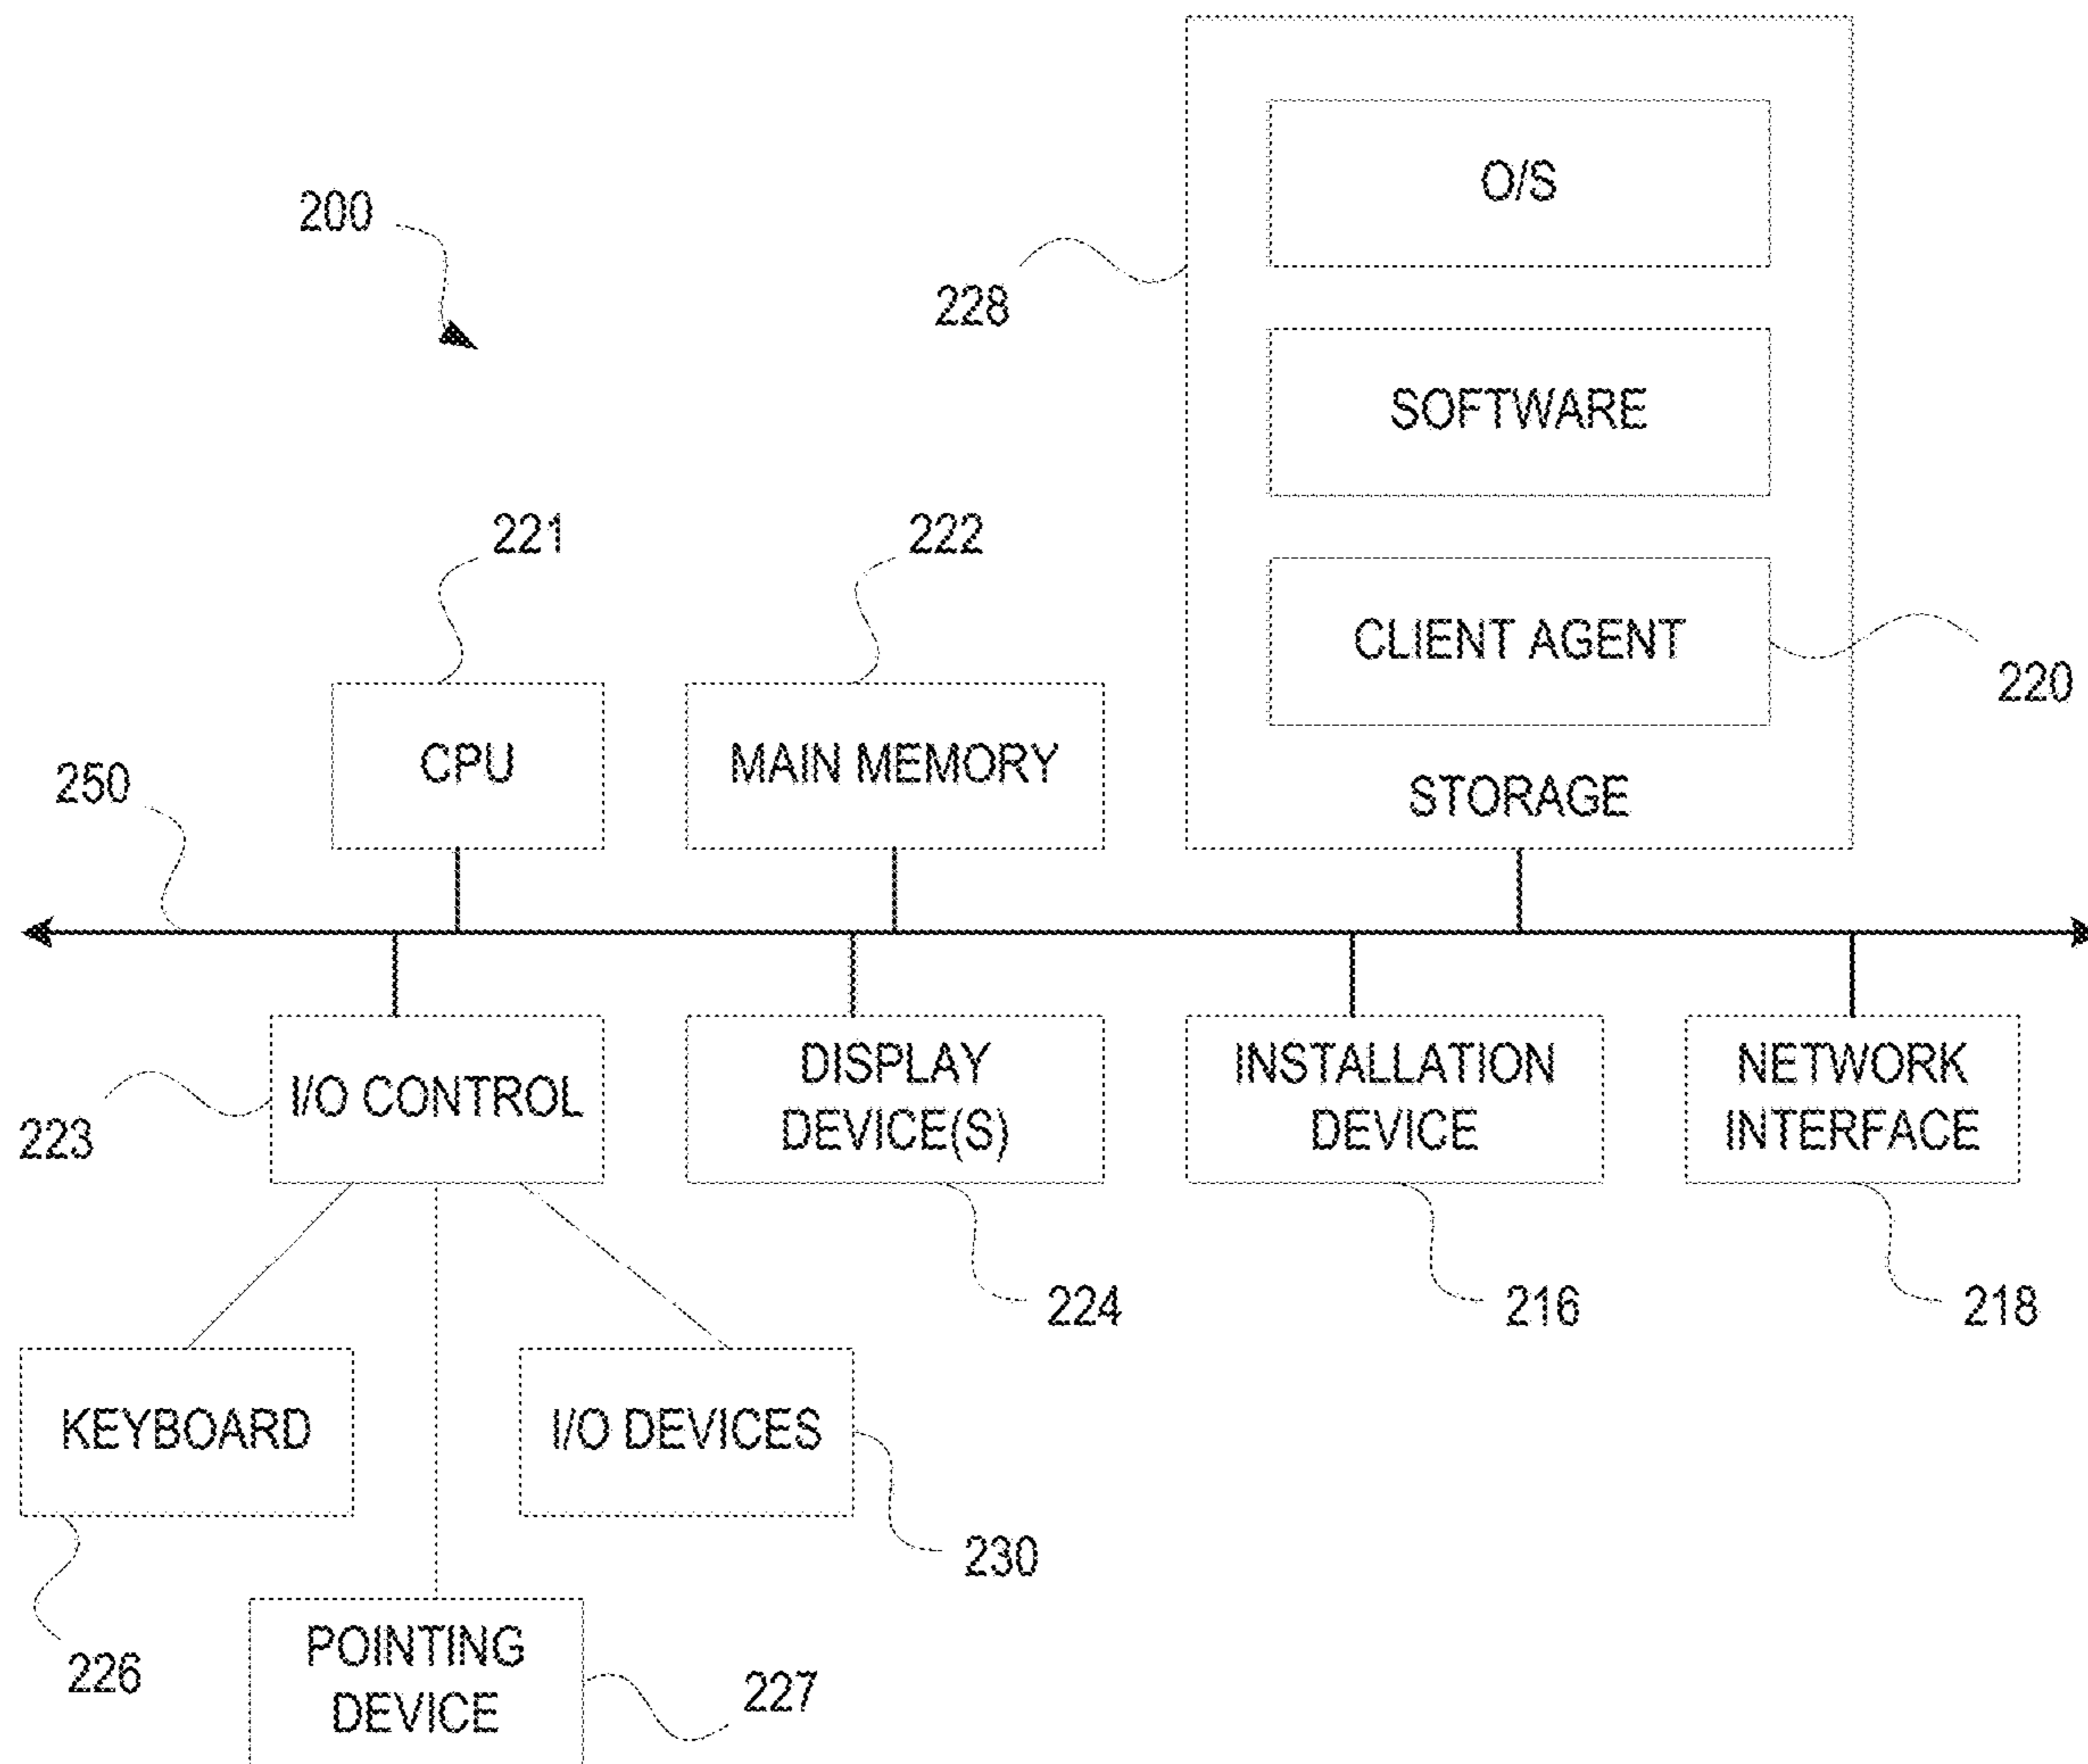 O/S
200
228
SOFTWARE
221
222
CLIENT AGENT
220
CPU
MAIN MEMORY
250
STORAGE
I/O CONTROL
DISPLAY
DEVICE(S)
INSTALLATION
DEVICE
NETWORK
INTERFACE
223
224
216
218
KEYBOARD
I/O DEVICES
230
226
POINTING
DEVICE
227